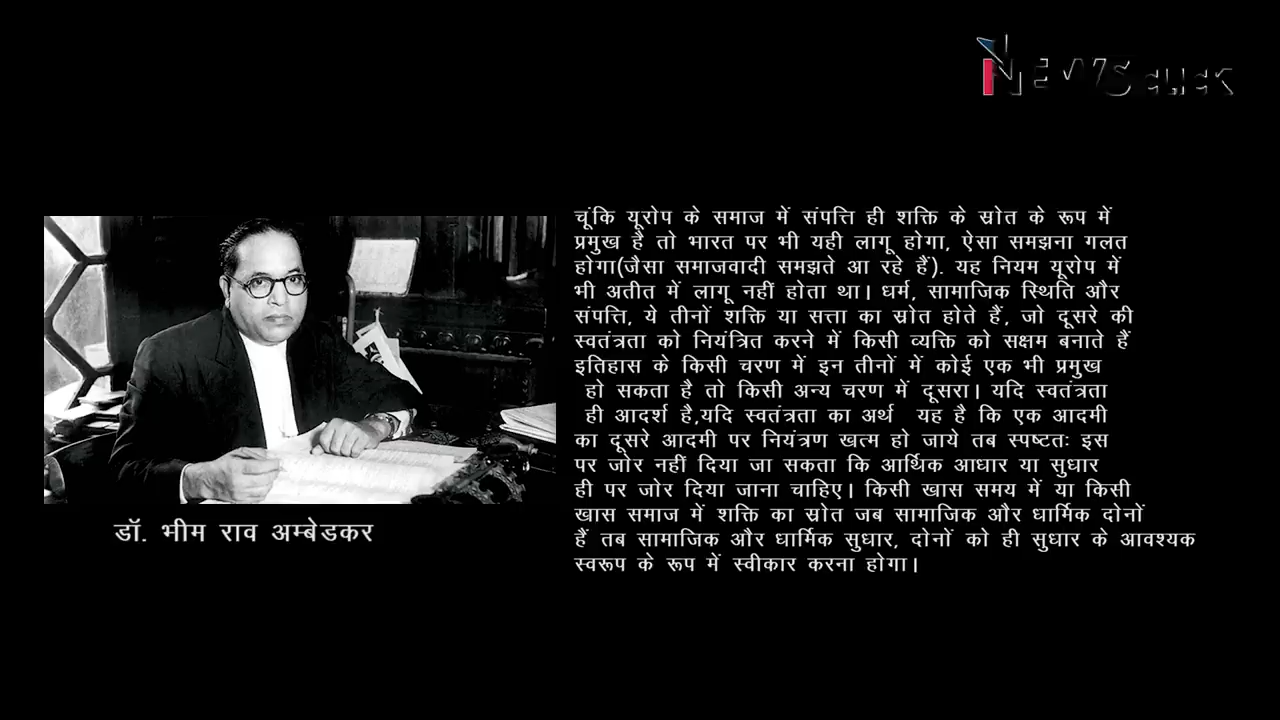 NEWSCLICK
चूंकि यूरोप के समाज में संपत्ति ही शक्ति के स्रोत के रूप में
प्रमुख है तो भारत पर भी यही लागू होगा, ऐसा समझना गलत
होगा(जैसा समाजवादी समझते आ रहे हैं). यह नियम यूरोप में
भी अतीत में लागू नहीं होता था। धर्म, सामाजिक स्थिति और
संपत्ति, ये तीनों शक्ति या सत्ता का स्रोत होते हैं, जो दूसरे की
स्वतंत्रता को नियंत्रित करने में किसी व्यक्ति को सक्षम बनाते हैं
इतिहास के किसी चरण में इन तीनों में कोई एक भी प्रमुख
हो सकता है तो किसी अन्य चरण में दूसरा। यदि स्वतंत्रता
ही आदर्श है,यदि स्वतंत्रता का अर्थ यह है कि एक आदमी
का दूसरे आदमी पर नियंत्रण खत्म हो जाये तब स्पष्टतः इस
पर जोर नहीं दिया जा सकता कि आर्थिक आधार या सुधार
ही पर जोर दिया जाना चाहिए। किसी खास समय में या किसी
खास समाज में शक्ति का स्रोत जब सामाजिक और धार्मिक दोनों
हैं तब सामाजिक और धार्मिक सुधार, दोनों को ही सुधार के आवश्यक
स्वरूप के रूप में स्वीकार करना होगा।
डॉ. भीम राव अम्बेडकर